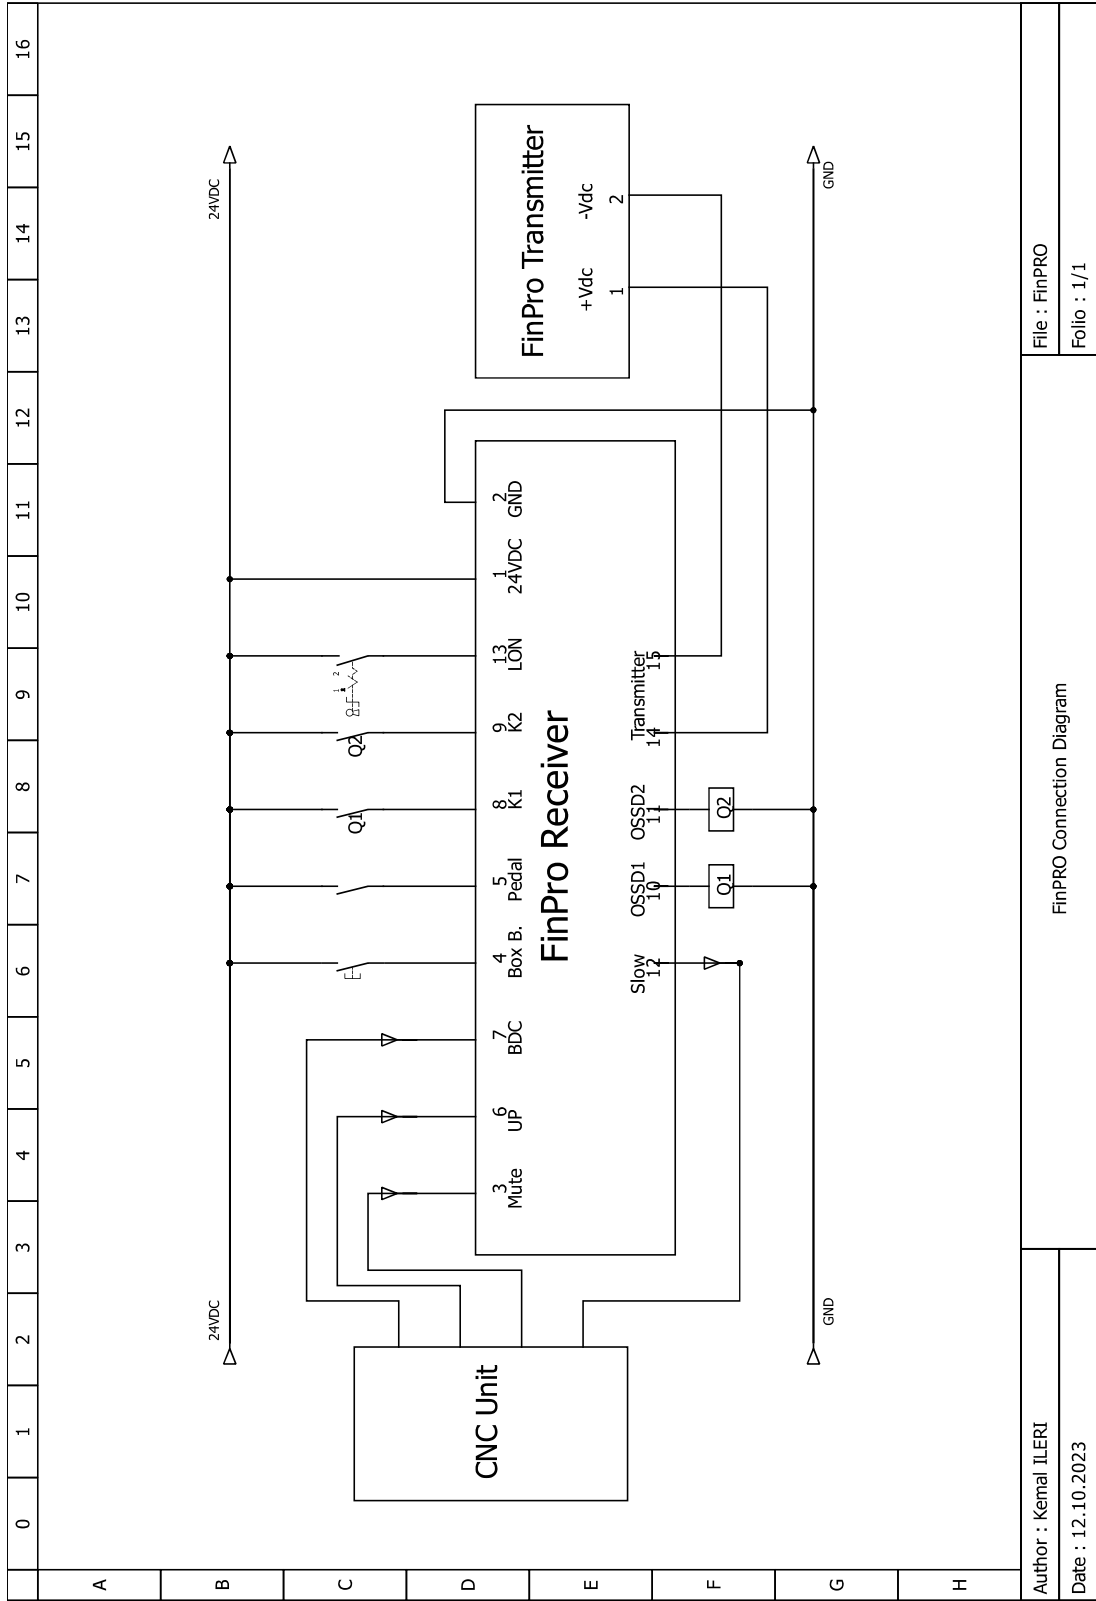 0 1 2 3 4 5 6 7 8 9 10 11 12 13 14 15 16
A
B
C
D
E
F
G
H
24VDC
24VDC
Q1
Q2
1 2
CNC Unit
3
Mute
6
UP
7
BDC
4
Box B.
5
Pedal
8
K1
9
K2
13
LON
1
24VDC
2
GND
FinPro Receiver
Slow
12
OSSD1
10
OSSD2
11
Transmitter
14
15
Q1
Q2
FinPro Transmitter
+Vdc
1
-Vdc
2
GND
GND
Author : Kemal ILERI
Date : 12.10.2023
FinPRO Connection Diagram
File : FinPRO
Folio : 1/1